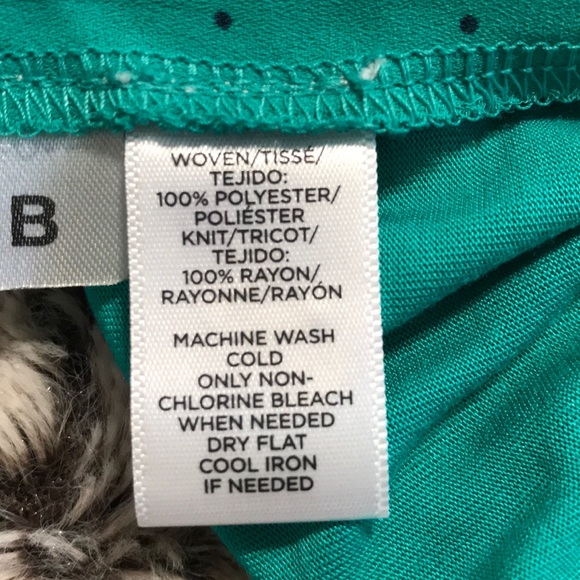 B
WOVEN/TISSÉ/
TEJIDO:
100% POLYESTER/
POLIÉSTER
KNIT/TRICOT/
TEJIDO:
100% RAYON/
RAYONNE/RAYÓN
MACHINE WASH
COLD
ONLY NON-
CHLORINE BLEACH
WHEN NEEDED
DRY FLAT
COOL IRON
IF NEEDED